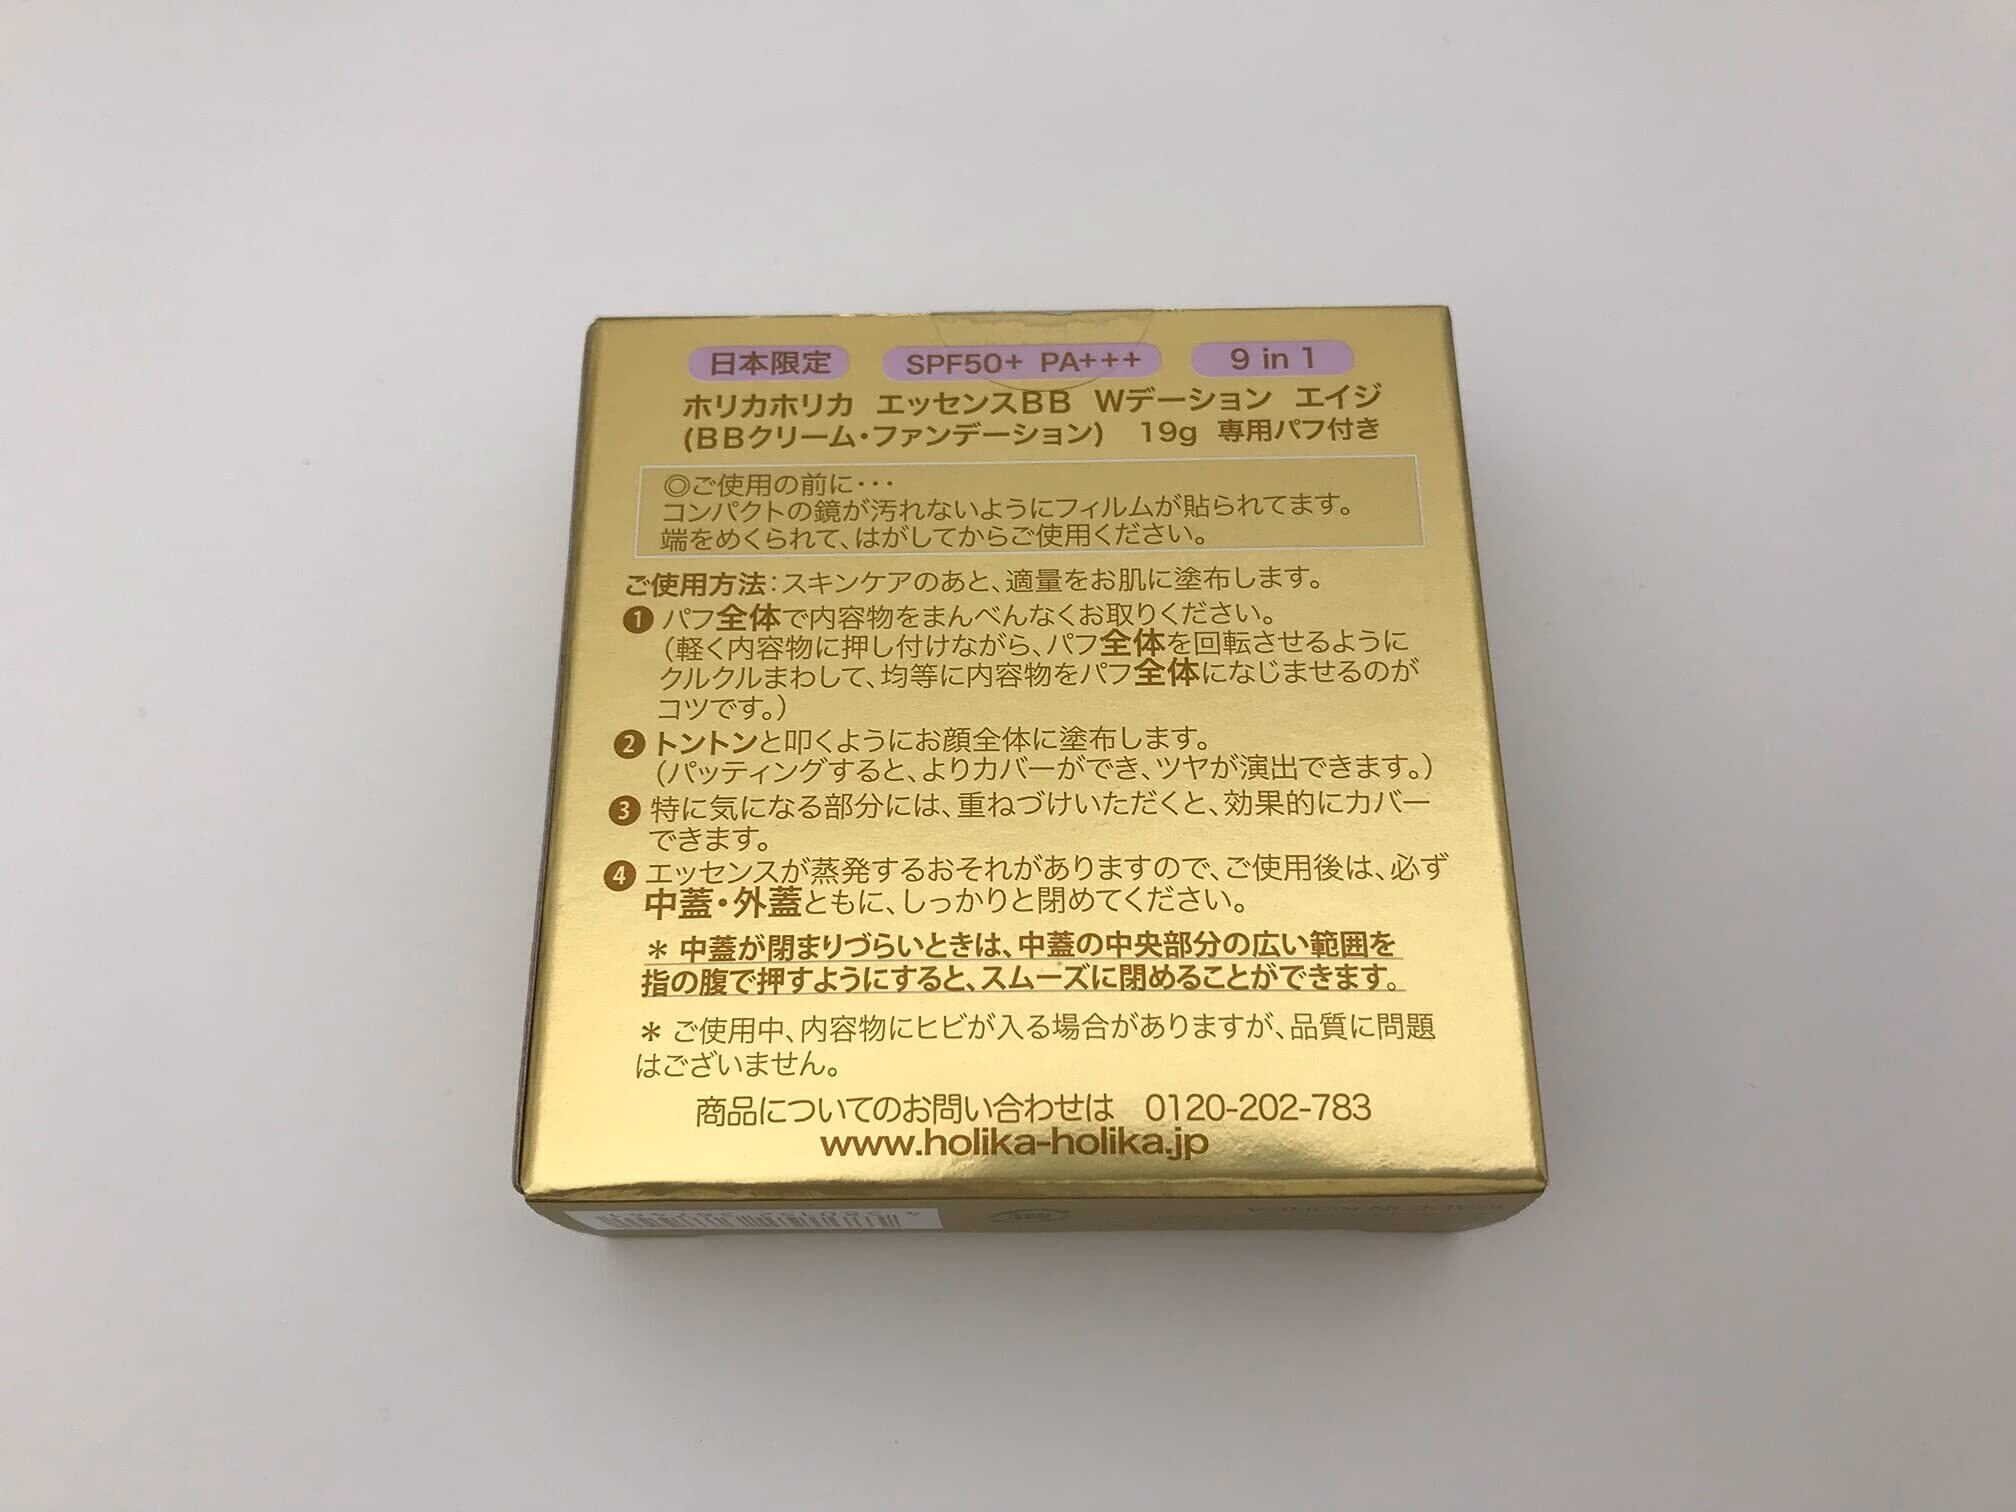 日本限定 SPF50+ PA+++ 9 in 1
ホリカホリカ エッセンスBB Wデーション エイジ
(BBクリーム・ファンデーション) 19g 専用パフ付き
◎ご使用の前に・・・
コンパクトの鏡が汚れないようにフィルムが貼られてます。
端をめくられて、はがしてからご使用ください。
ご使用方法:スキンケアのあと、適量をお肌に塗布します。
❶ パフ全体で内容物をまんべんなくお取りください。
(軽く内容物に押し付けながら、パフ全体を回転させるように
クルクルまわして、均等に内容物をパフ全体になじませるのが
コツです。)
❷ トントンと叩くようにお顔全体に塗布します。
(パッティングすると、よりカバーができ、ツヤが演出できます。)
❸ 特に気になる部分には、重ねづけいただくと、効果的にカバー
できます。
❹ エッセンスが蒸発するおそれがありますので、ご使用後は、必ず
中蓋・外蓋ともに、しっかりと閉めてください。
＊ 中蓋が閉まりづらいときは、中蓋の中央部分の広い範囲を
指の腹で押すようにすると、スムーズに閉めることができます。
＊ ご使用中、内容物にヒビが入る場合がありますが、品質に問題
はございません。
商品についてのお問い合わせは 0120-202-783
www.holika-holika.jp